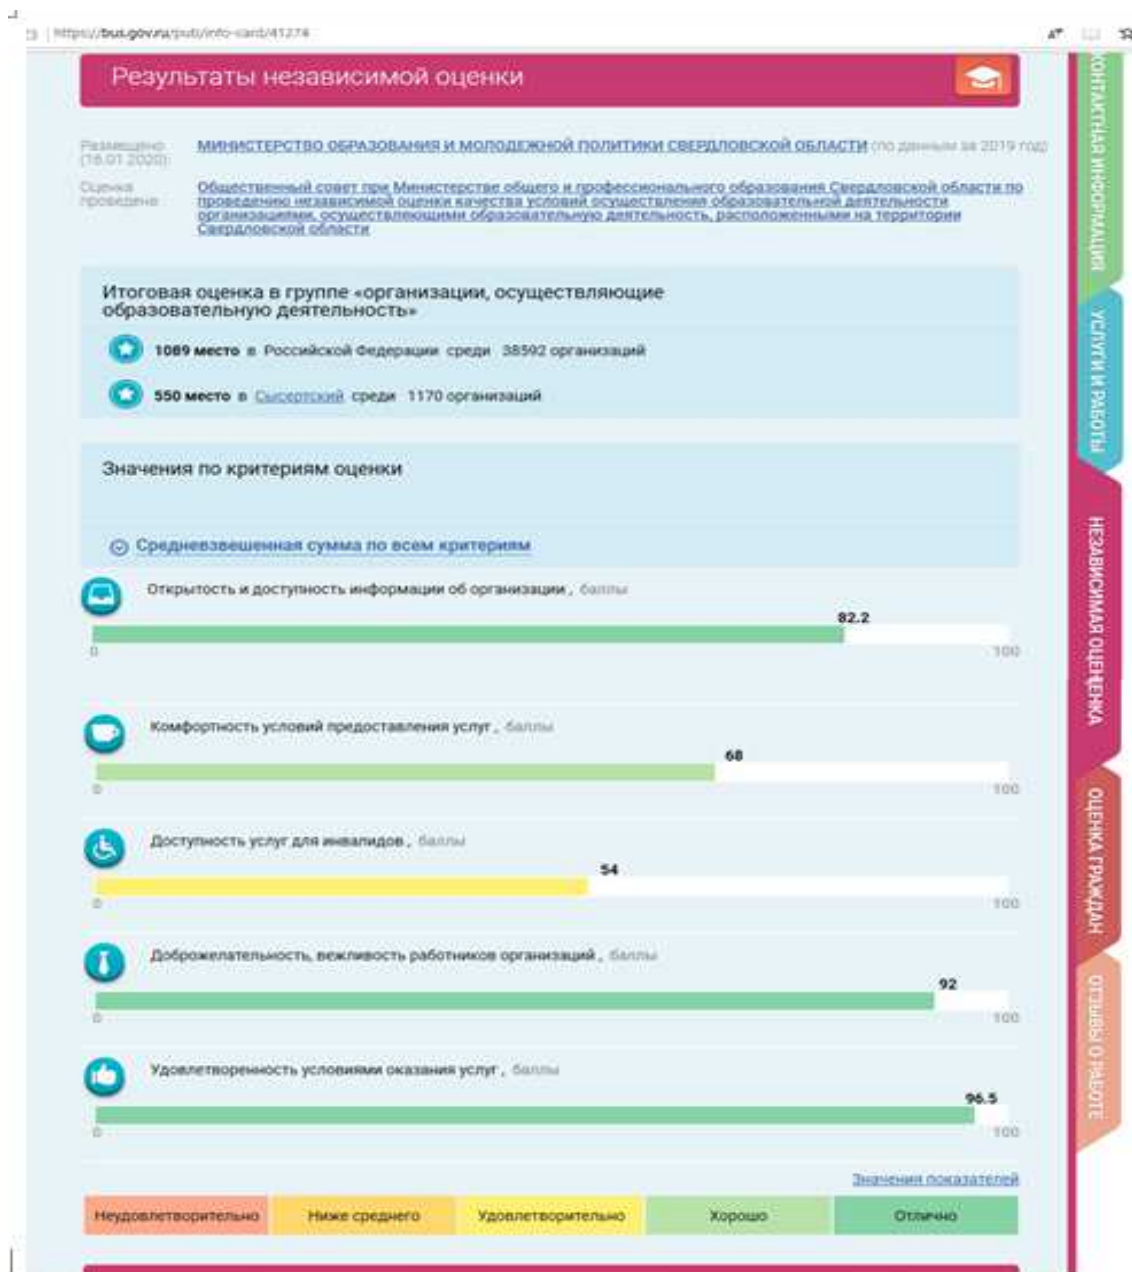 https://bus.gov.ru/pub/info-card/41274
Результаты независимой оценки
Размещено
(16.01.2020):
МИНИСТЕРСТВО ОБРАЗОВАНИЯ И МОЛОДЕЖНОЙ ПОЛИТИКИ СВЕРДЛОВСКОЙ ОБЛАСТИ (по данным за 2019 год)
Оценка
проведена
Общественный совет при Министерстве общего и профессионального образования Свердловской области по
проведению независимой оценки качества условий осуществления образовательной деятельности
организациями, осуществляющими образовательную деятельность, расположенными на территории
Свердловской области
Итоговая оценка в группе «организации, осуществляющие
образовательную деятельность»
1089 место в Российской Федерации среди 38592 организаций
550 место в Сысертский среди 1170 организаций
Значения по критериям оценки
Средневзвешенная сумма по всем критериям
Открытость и доступность информации об организации, баллы
82.2
0 100
Комфортность условий предоставления услуг, баллы
68
0 100
Доступность услуг для инвалидов, баллы
54
0 100
Доброжелательность, вежливость работников организаций, баллы
92
0 100
Удовлетворенность условиями оказания услуг, баллы
96.5
0 100
Значения показателей
Неудовлетворительно Ниже среднего Удовлетворительно Хорошо Отлично
КОНТАКТНАЯ ИНФОРМАЦИЯ
УСЛУГИ И РАБОТЫ
НЕЗАВИСИМАЯ ОЦЕНЕНКА
ОЦЕНКА ГРАЖДАН
ОТЗЫВЫ О РАБОТЕ